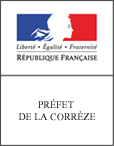 Liberté • Égalité • Fraternité
RÉPUBLIQUE FRANÇAISE
PRÉFET
DE LA CORRÈZE